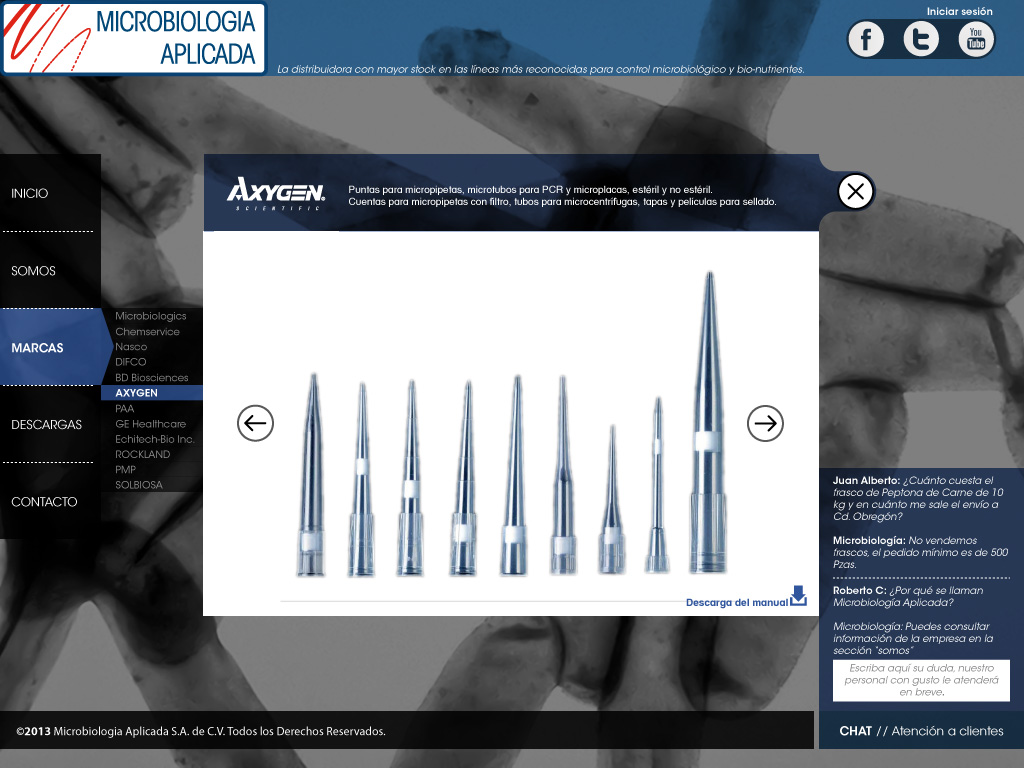 MICROBIOLOGIA
APLICADA
La distribuidora con mayor stock en las líneas más reconocidas para control microbiológico y bio-nutrientes.
Iniciar sesión
f
t
You
Tube
INICIO
SOMOS
MARCAS
DESCARGAS
CONTACTO
Microbiologics
Chemservice
Nasco
DIFCO
BD Biosciences
AXYGEN
PAA
GE Healthcare
Echitech-Bio Inc.
ROCKLAND
PMP
SOLBIOSA
AXYGEN®
SCIENTIFIC
Puntas para micropipetas, microtubos para PCR y microplacas, estéril y no estéril.
Cuentas para micropipetas con filtro, tubos para microcentrífugas, tapas y películas para sellado.
Descarga del manual
Juan Alberto: ¿Cuánto cuesta el
frasco de Peptona de Carne de 10
kg y en cuánto me sale el envío a
Cd. Obregón?
Microbiología: No vendemos
frascos, el pedido mínimo es de 500
Pzas.
Roberto C: ¿Por qué se llaman
Microbiología Aplicada?
Microbiología: Puedes consultar
información de la empresa en la
sección "somos"
Escriba aquí su duda, nuestro
personal con gusto le atenderá
en breve.
CHAT // Atención a clientes
©2013 Microbiologia Aplicada S.A. de C.V. Todos los Derechos Reservados.